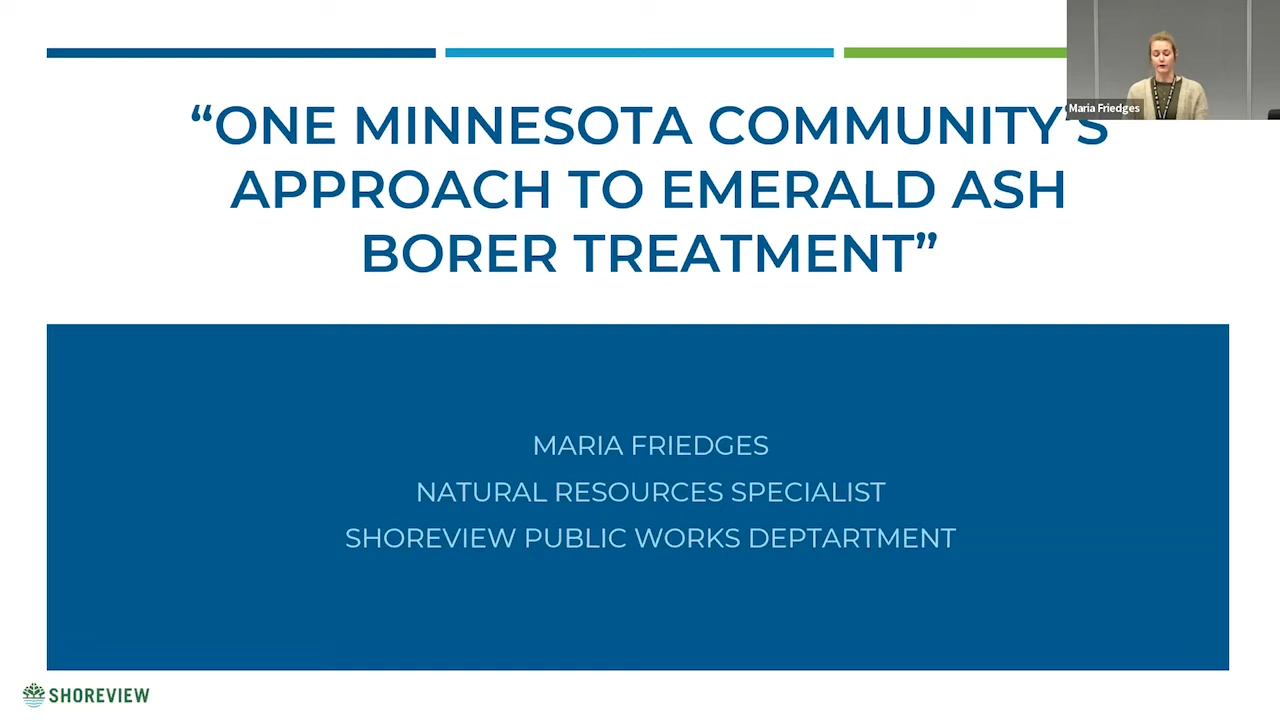 “ONE MINNESOTA COMMUNITY’S
APPROACH TO EMERALD ASH
BORER TREATMENT”
Maria Friedges
MARIA FRIEDGES
NATURAL RESOURCES SPECIALIST
SHOREVIEW PUBLIC WORKS DEPTARTMENT
SHOREVIEW